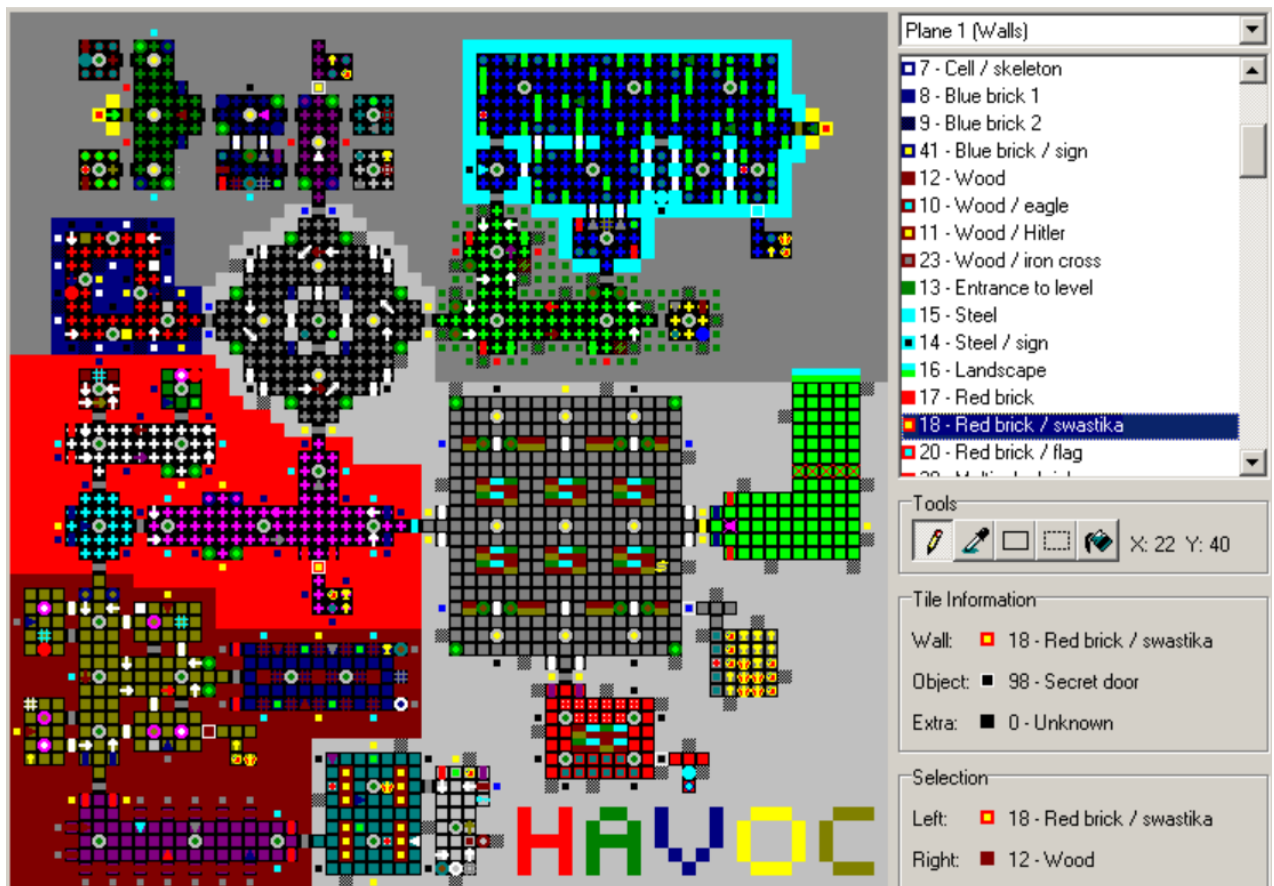 Plane 1 (Walls)
7 - Cell / skeleton
8 - Blue brick 1
9 - Blue brick 2
41 - Blue brick / sign
12 - Wood
10 - Wood / eagle
11 - Wood / Hitler
23 - Wood / iron cross
13 - Entrance to level
15 - Steel
14 - Steel / sign
16 - Landscape
17 - Red brick
18 - Red brick / swastika
20 - Red brick / flag
Tools
X: 22 Y: 40
Tile Information
Wall: 18 - Red brick / swastika
Object: 98 - Secret door
Extra: 0 - Unknown
Selection
Left: 18 - Red brick / swastika
Right: 12 - Wood
HAVOC